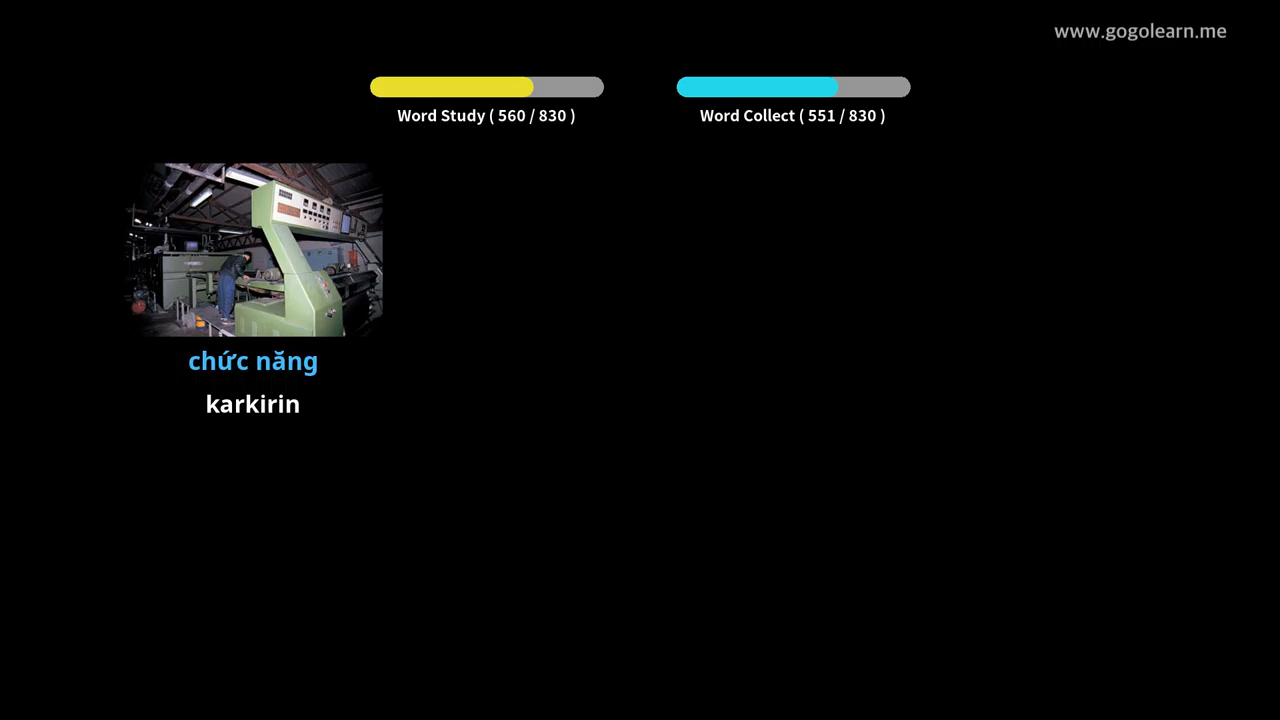 www.gogolearn.me
Word Study ( 560 / 830 )
Word Collect ( 551 / 830 )
chức năng
karkirin